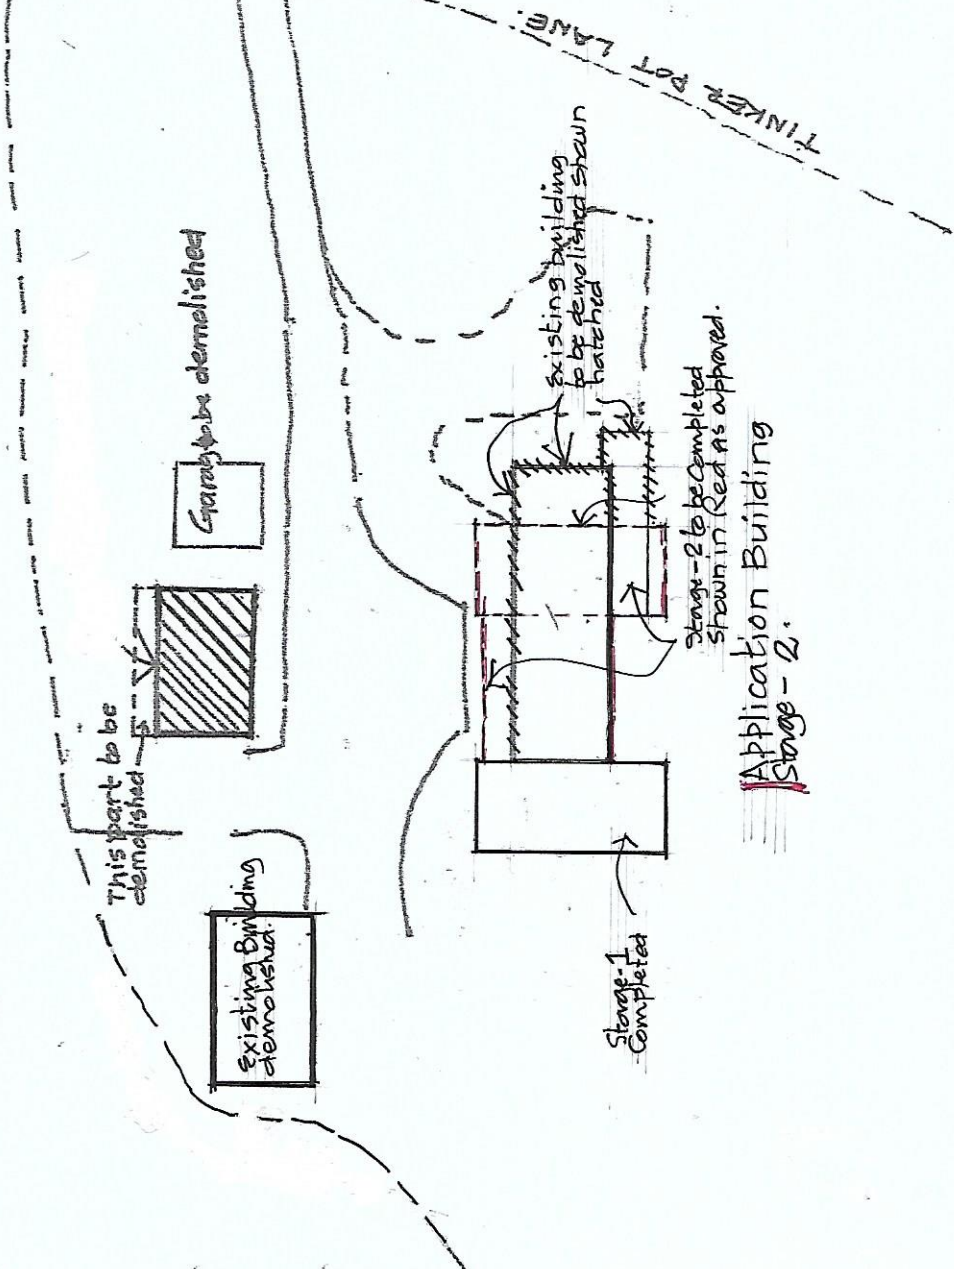 TINKER POT LANE.
Existing building
to be demolished shown
hatched
Garage to be demolished
Stage-2 to be completed
shown in Red as approved.
Application Building
Stage-2.
This part to be
demolished
Existing Building
demolished.
Stage-1
Completed